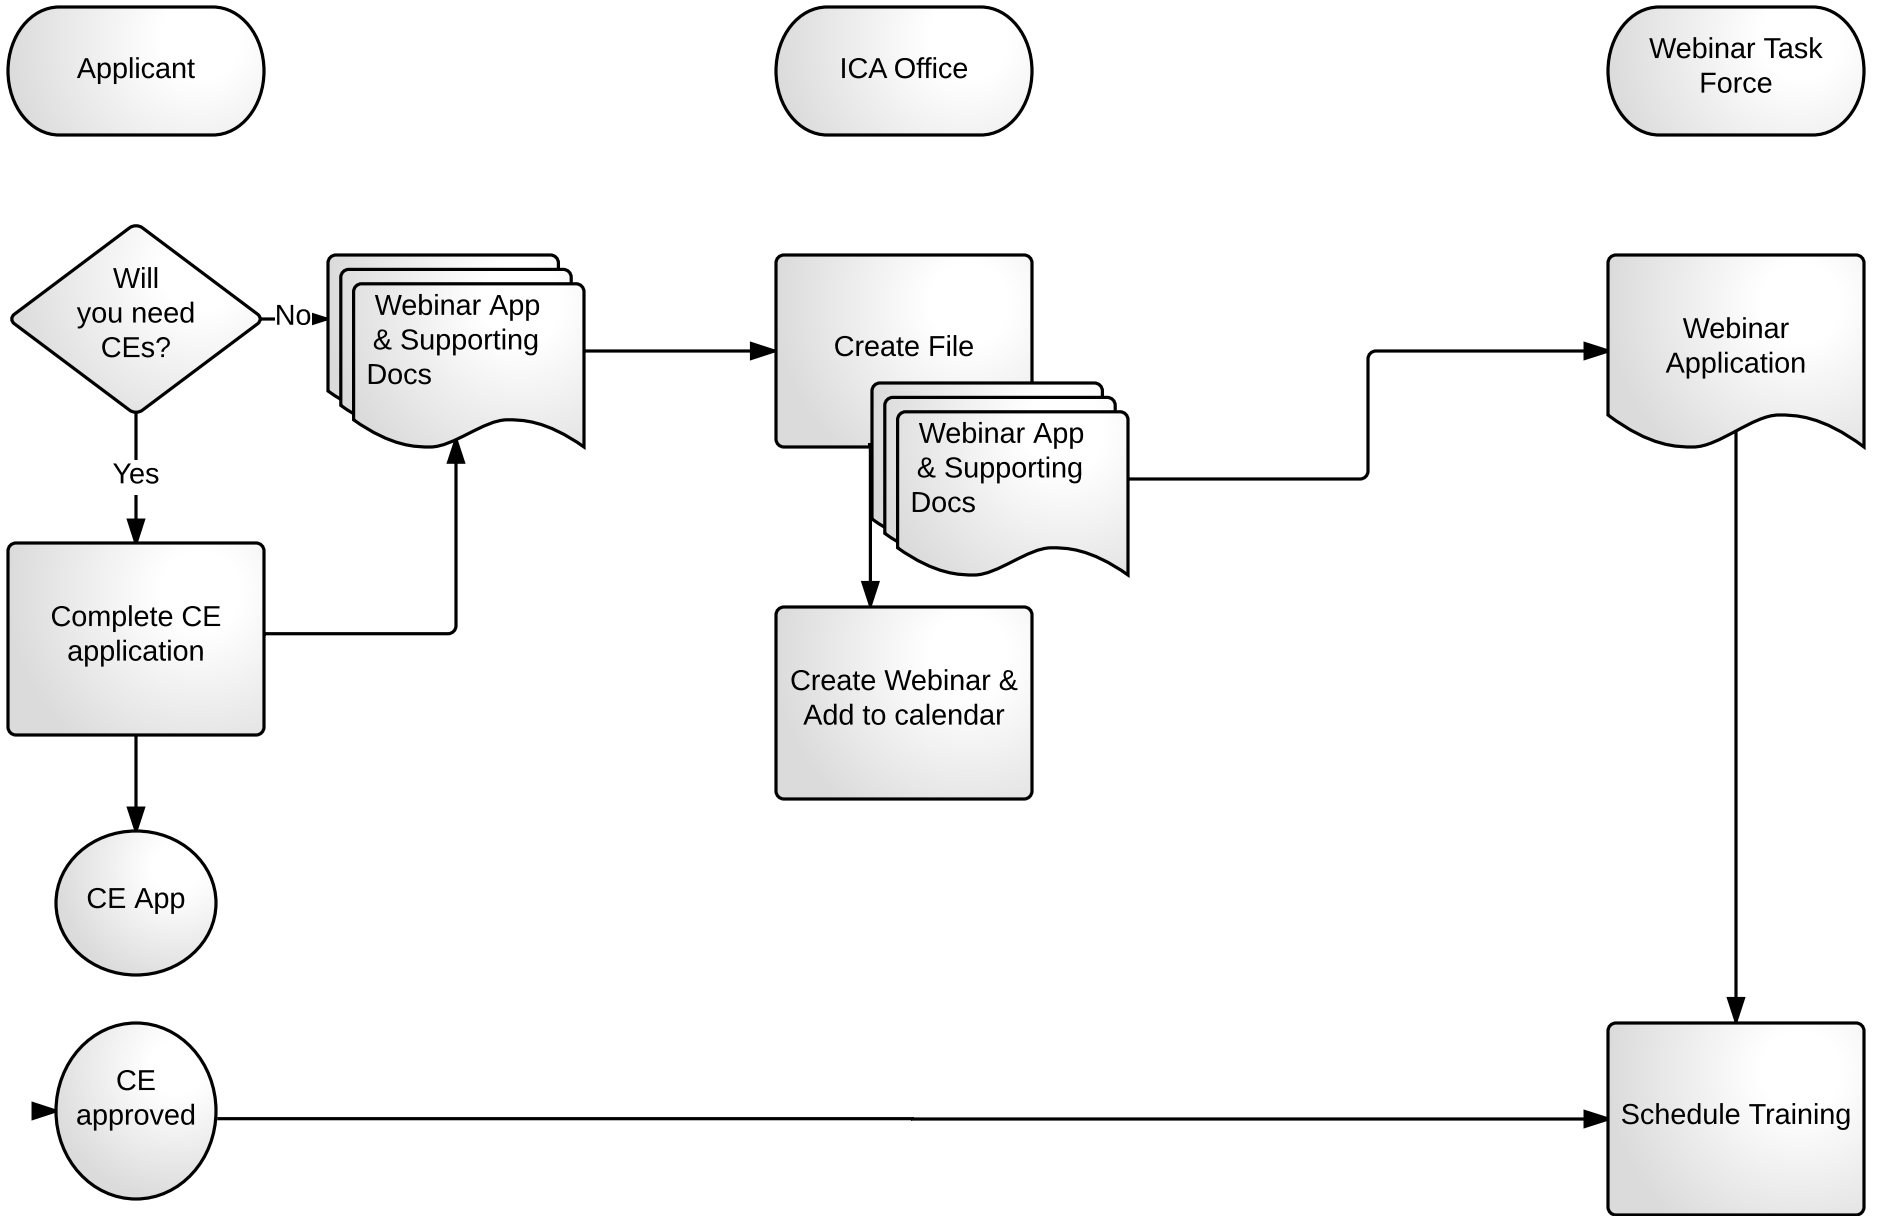 Applicant
ICA Office
Webinar Task
Force
Will
you need
CEs?
No
Webinar App
& Supporting
Docs
Create File
Webinar App
& Supporting
Docs
Webinar
Application
Yes
Complete CE
application
Create Webinar &
Add to calendar
CE App
CE
approved
Schedule Training